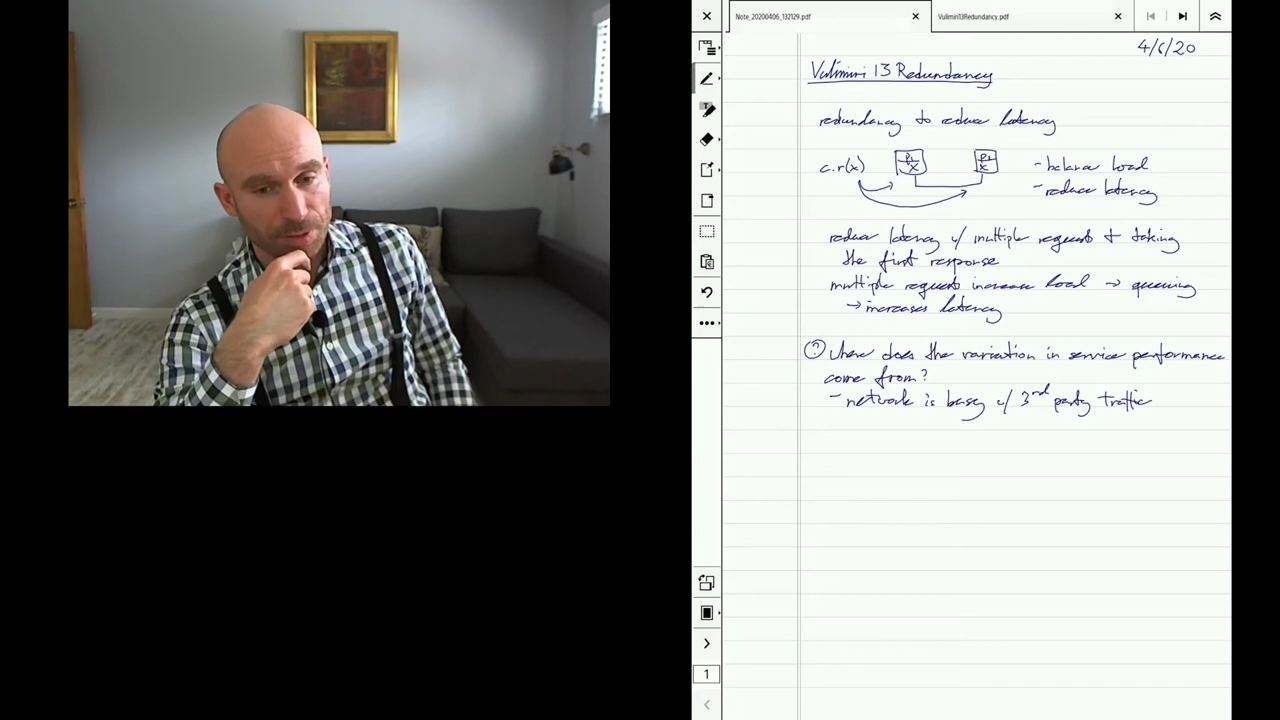 Note_20200406_132129.pdf
Vulimiri13Redundancy.pdf
4/6/20
Vulimiri 13 Redundancy
redundancy to reduce latency
c.r(x) P1 X P2 X - balance load
- reduce latency
reduce latency w/ multiple requests + taking
the first response
multiple requests increase load → queuing
→ increases latency
? where does the variation in service performance
come from?
- network is busy w/ 3rd party traffic
1